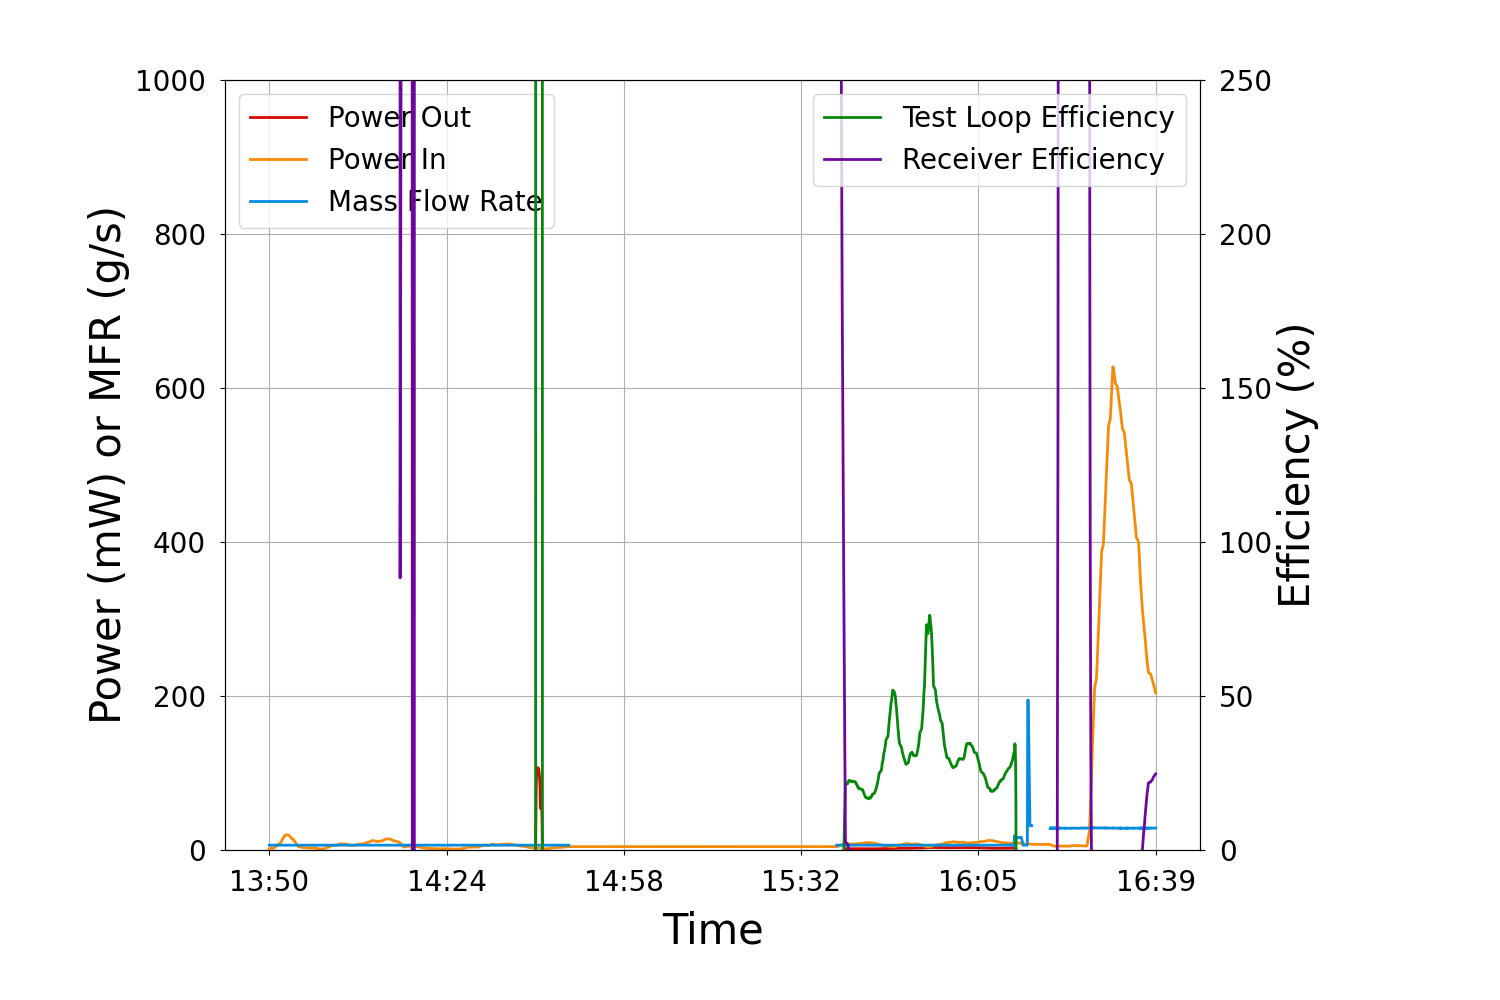 1000
800
600
400
200
0
Power (mW) or MFR (g/s)
Power Out
Power In
Mass Flow Rate
Test Loop Efficiency
Receiver Efficiency
250
200
150
100
50
0
Efficiency (%)
13:50 14:24 14:58 15:32 16:05 16:39
Time